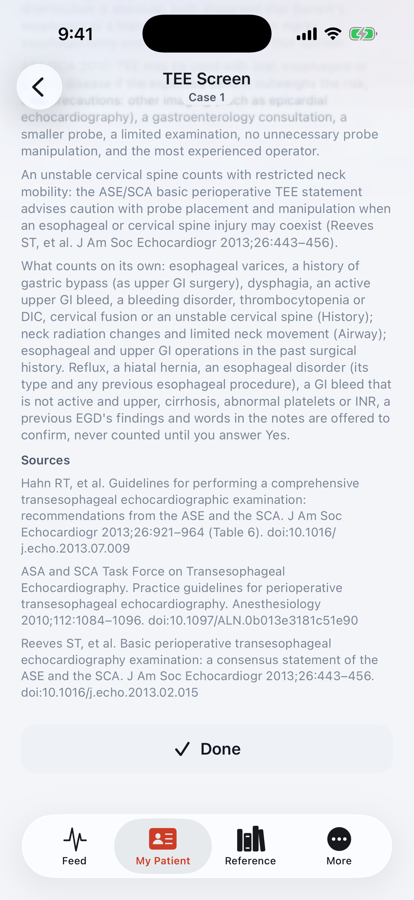 9:41
TEE Screen
Case 1
precautions: other imaging (such as epicardial
echocardiography), a gastroenterology consultation, a
smaller probe, a limited examination, no unnecessary probe
manipulation, and the most experienced operator.
An unstable cervical spine counts with restricted neck
mobility: the ASE/SCA basic perioperative TEE statement
advises caution with probe placement and manipulation when
an esophageal or cervical spine injury may coexist (Reeves
ST, et al. J Am Soc Echocardiogr 2013;26:443–456).
What counts on its own: esophageal varices, a history of
gastric bypass (as upper GI surgery), dysphagia, an active
upper GI bleed, a bleeding disorder, thrombocytopenia or
DIC, cervical fusion or an unstable cervical spine (History);
neck radiation changes and limited neck movement (Airway);
esophageal and upper GI operations in the past surgical
history. Reflux, a hiatal hernia, an esophageal disorder (its
type and any previous esophageal procedure), a GI bleed that
is not active and upper, cirrhosis, abnormal platelets or INR, a
previous EGD's findings and words in the notes are offered to
confirm, never counted until you answer Yes.
Sources
Hahn RT, et al. Guidelines for performing a comprehensive
transesophageal echocardiographic examination:
recommendations from the ASE and the SCA. J Am Soc
Echocardiogr 2013;26:921–964 (Table 6). doi:10.1016/
j.echo.2013.07.009
ASA and SCA Task Force on Transesophageal
Echocardiography. Practice guidelines for perioperative
transesophageal echocardiography. Anesthesiology
2010;112:1084–1096. doi:10.1097/ALN.0b013e3181c51e90
Reeves ST, et al. Basic perioperative transesophageal
echocardiography examination: a consensus statement of the
ASE and the SCA. J Am Soc Echocardiogr 2013;26:443–456.
doi:10.1016/j.echo.2013.02.015
Done
Feed
My Patient
Reference
More